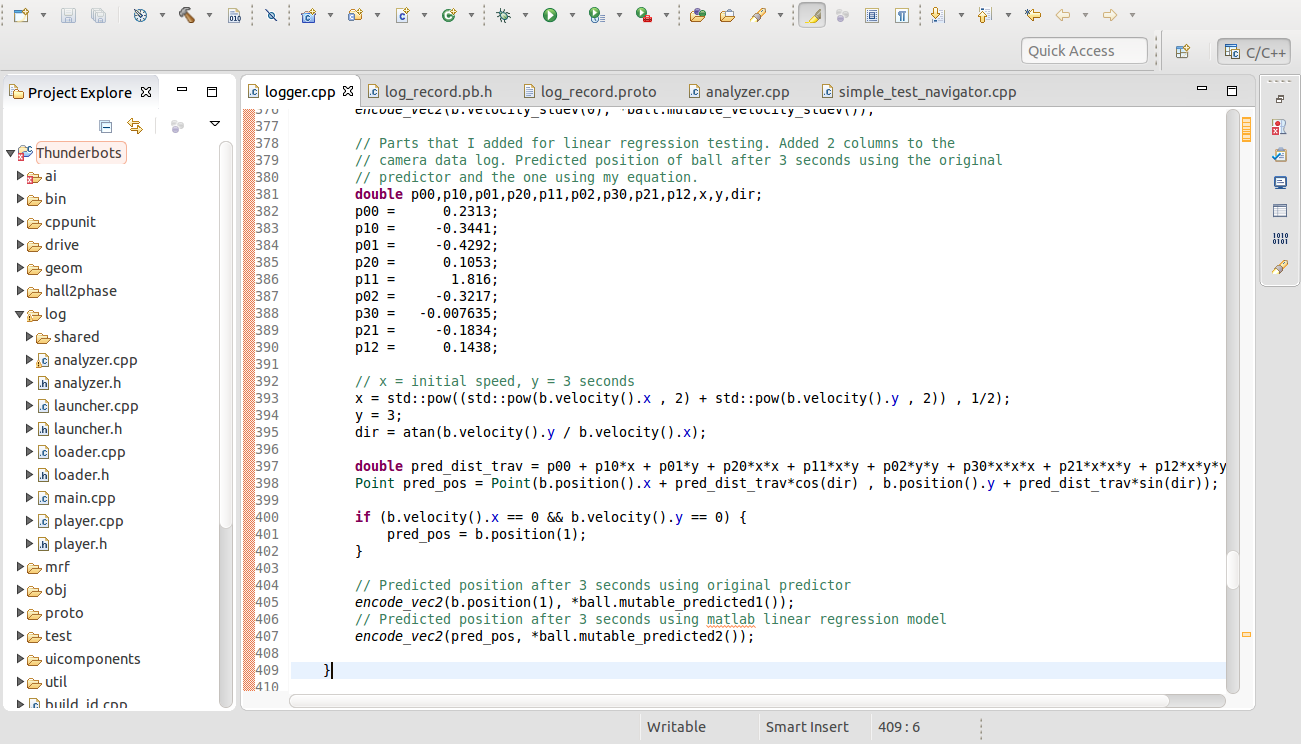 Quick Access
C/C++
Project Explore
logger.cpp
log_record.pb.h
log_record.proto
analyzer.cpp
simple_test_navigator.cpp
Thunderbots
ai
bin
cppunit
drive
geom
hall2phase
log
shared
analyzer.cpp
analyzer.h
launcher.cpp
launcher.h
loader.cpp
loader.h
main.cpp
player.cpp
player.h
mrf
obj
proto
test
uicomponents
util
build_id.cpp
376 encode_vec2(b.velocity_stdev(0), *ball.mutable_velocity_stdev());
377
378 // Parts that I added for linear regression testing. Added 2 columns to the
379 // camera data log. Predicted position of ball after 3 seconds using the original
380 // predictor and the one using my equation.
381 double p00,p10,p01,p20,p11,p02,p30,p21,p12,x,y,dir;
382 p00 = 0.2313;
383 p10 = -0.3441;
384 p01 = -0.4292;
385 p20 = 0.1053;
386 p11 = 1.816;
387 p02 = -0.3217;
388 p30 = -0.007635;
389 p21 = -0.1834;
390 p12 = 0.1438;
391
392 // x = initial speed, y = 3 seconds
393 x = std::pow((std::pow(b.velocity().x , 2) + std::pow(b.velocity().y , 2)) , 1/2);
394 y = 3;
395 dir = atan(b.velocity().y / b.velocity().x);
396
397 double pred_dist_trav = p00 + p10*x + p01*y + p20*x*x + p11*x*y + p02*y*y + p30*x*x*x + p21*x*x*y + p12*x*y*y
398 Point pred_pos = Point(b.position().x + pred_dist_trav*cos(dir) , b.position().y + pred_dist_trav*sin(dir));
399
400 if (b.velocity().x == 0 && b.velocity().y == 0) {
401 pred_pos = b.position(1);
402 }
403
404 // Predicted position after 3 seconds using original predictor
405 encode_vec2(b.position(1), *ball.mutable_predicted1());
406 // Predicted position after 3 seconds using matlab linear regression model
407 encode_vec2(pred_pos, *ball.mutable_predicted2());
408
409 }
410
Writable
Smart Insert
409 : 6